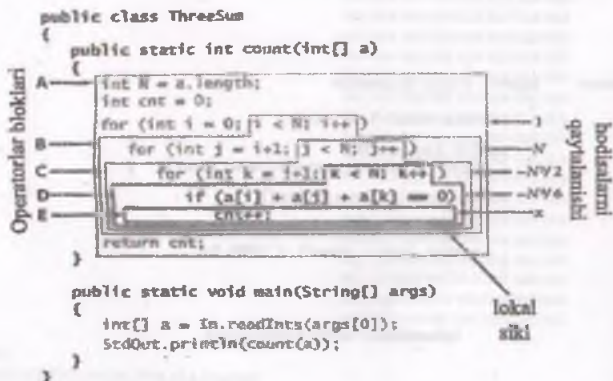 public class ThreeSum
{
public static int count(int[] a)
{
A int N = a.length;
int cnt = 0;
for (int i = 0; i < N; i++) 1
B for (int j = i+1; j < N; j++) N
C for (int k = j+1; k < N; k++) ~N²/2
D if (a[i] + a[j] + a[k] == 0) ~N³/6
E cnt++; x
return cnt;
}
public static void main(String[] args)
{
int[] a = In.readInts(args[0]);
StdOut.println(count(a));
}
}
Operatorlar bloklari
qaytalanishi
lokal
sikl